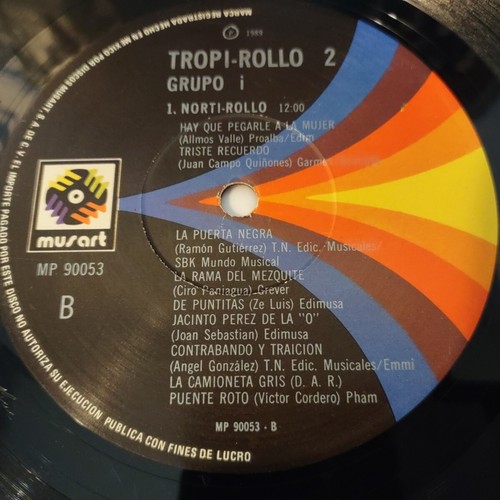 MARCA REGISTRADA HECHO EN MEXICO POR DISCOS MUSART, S.A. DE C.V.
EL IMPORTE PAGADO POR ESTE DISCO NO AUTORIZA SU EJECUCION PUBLICA CON FINES DE LUCRO
℗ 1989
TROPI-ROLLO 2
GRUPO i
1. NORTI-ROLLO 12:00
HAY QUE PEGARLE A LA MUJER
(Allmos Valle) Proalba/Edim
TRISTE RECUERDO
(Juan Campo Quiñones)
musart
MP 90053
B
LA PUERTA NEGRA
(Ramón Gutiérrez) T.N. Edic. Musicales/
SBK Mundo Musical
LA RAMA DEL MEZQUITE
(Ciro Paniagua) Grever
DE PUNTITAS (Ze Luis) Edimusa
JACINTO PEREZ DE LA "O"
(Joan Sebastian) Edimusa
CONTRABANDO Y TRAICION
(Angel González) T.N. Edic. Musicales/Emmi
LA CAMIONETA GRIS (D. A. R.)
PUENTE ROTO (Victor Cordero) Pham
MP 90053 - B